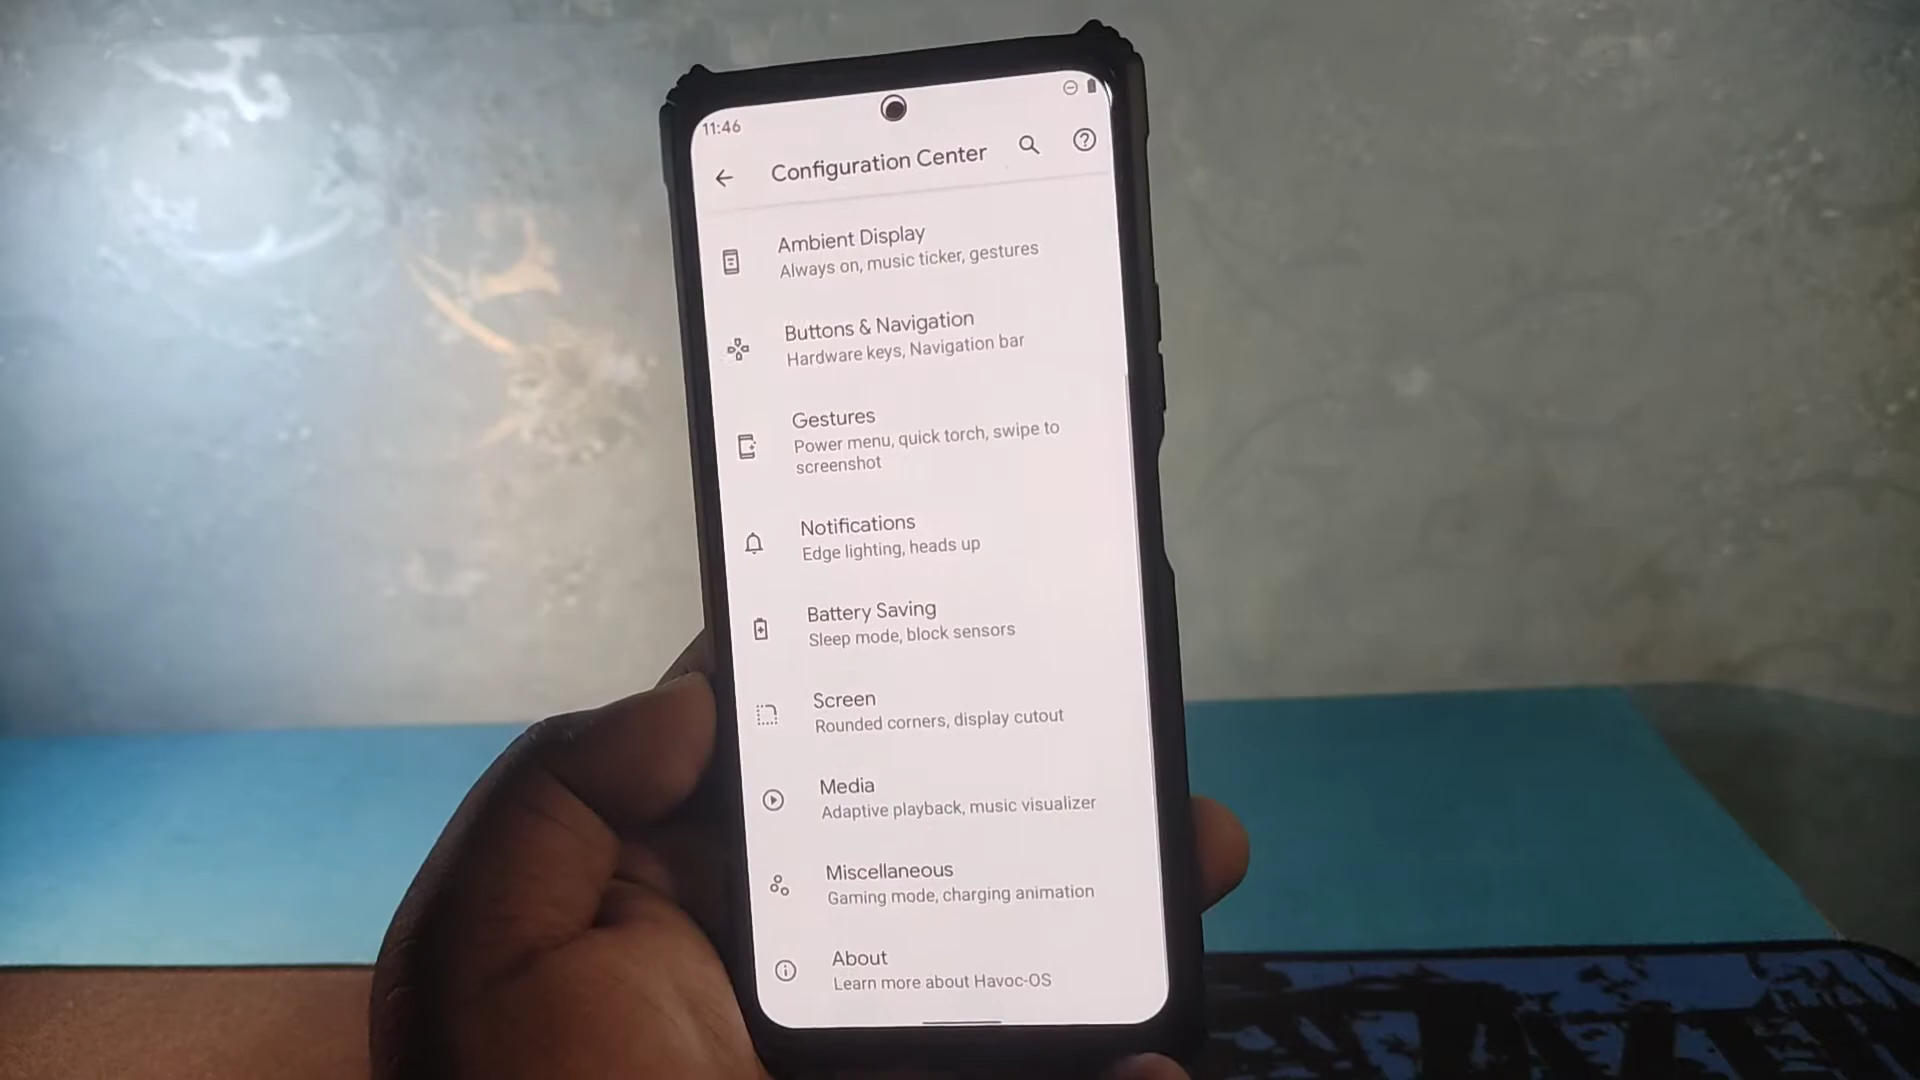 11:46
Configuration Center
Ambient Display
Always on, music ticker, gestures
Buttons & Navigation
Hardware keys, Navigation bar
Gestures
Power menu, quick torch, swipe to
screenshot
Notifications
Edge lighting, heads up
Battery Saving
Sleep mode, block sensors
Screen
Rounded corners, display cutout
Media
Adaptive playback, music visualizer
Miscellaneous
Gaming mode, charging animation
About
Learn more about Havoc-OS